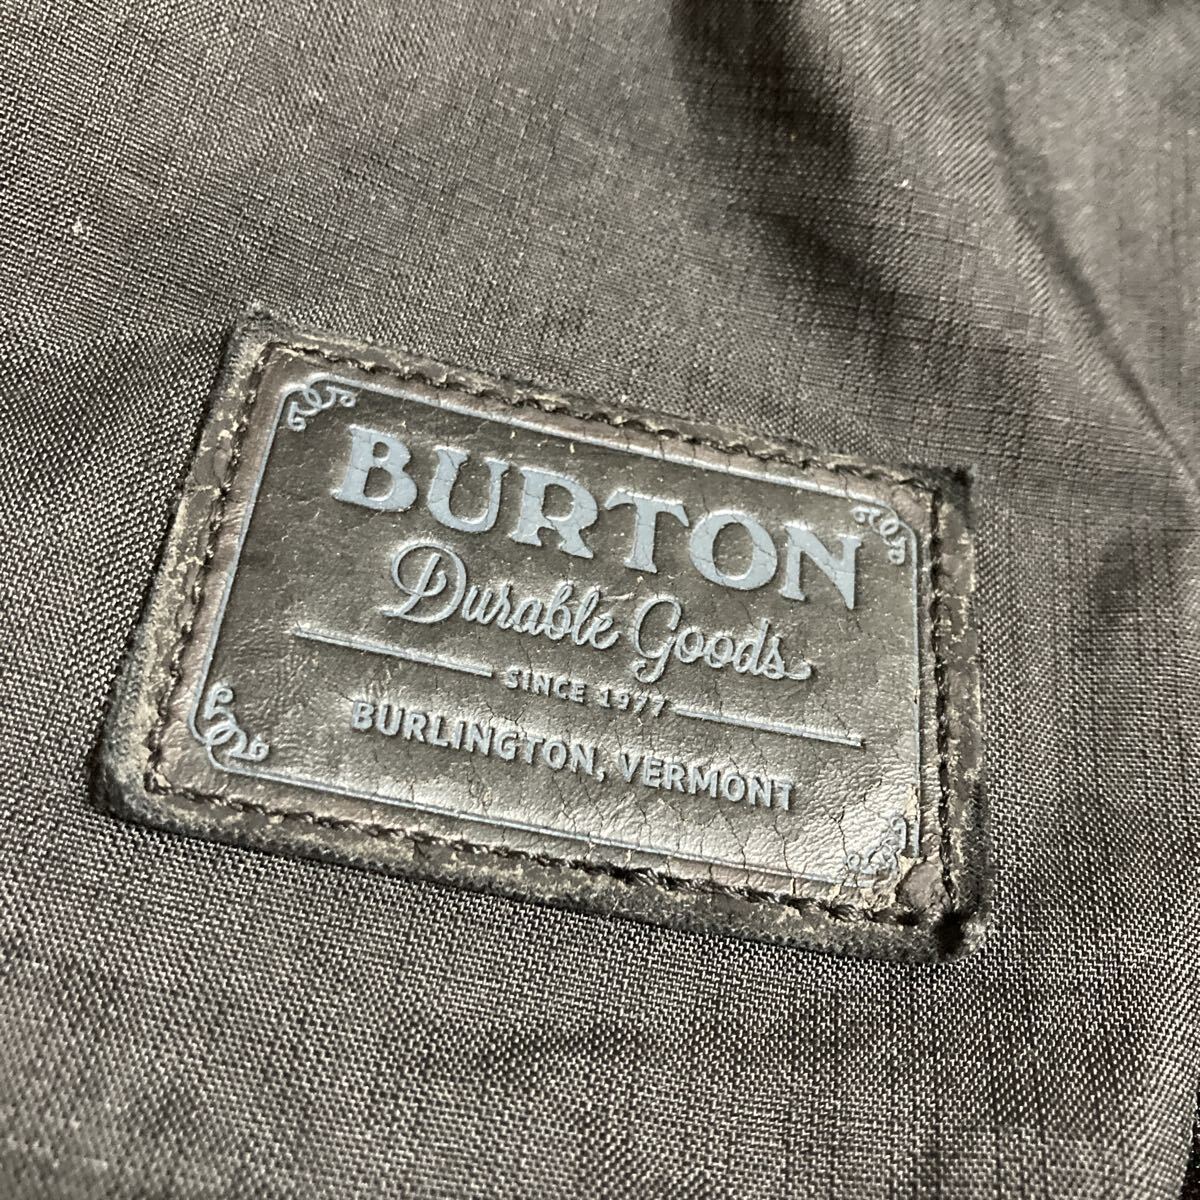 BURTON
Durable Goods
SINCE 1977
BURLINGTON, VERMONT